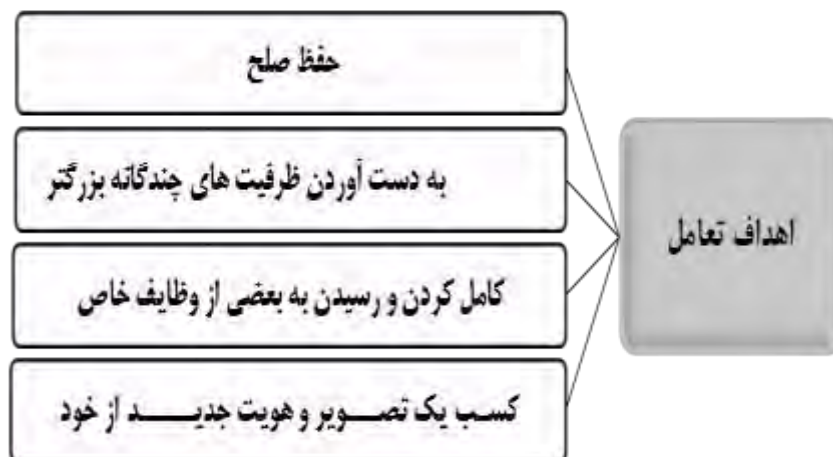 اهداف تعامل
حفظ صلح
به دست آوردن ظرفیت های چندگانه بزرگتر
کامل کردن و رسیدن به بعضی از وظایف خاص
کسب یک تصویر و هویت جدید از خود